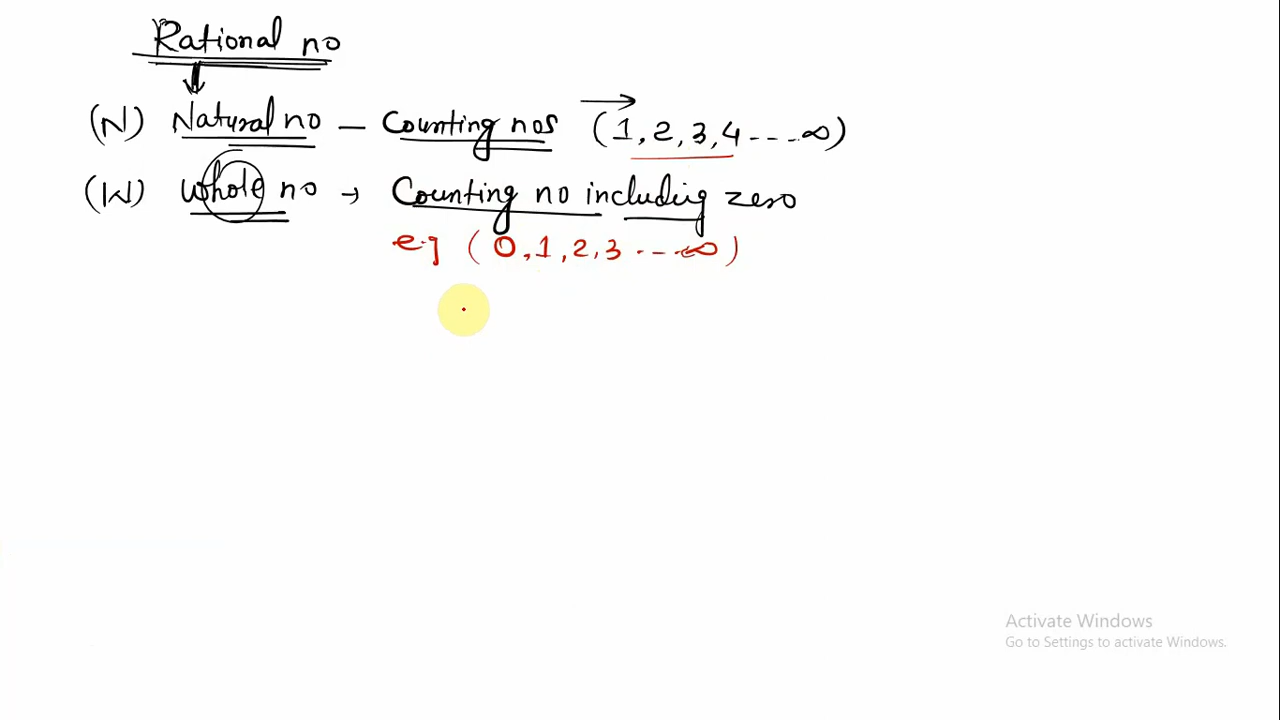 Rational no
(N) Natural no – Counting nos (1, 2, 3, 4 - - - ∞)
(W) Whole no → Counting no including zero
eg (0, 1, 2, 3 - - - ∞)
Activate Windows
Go to Settings to activate Windows.